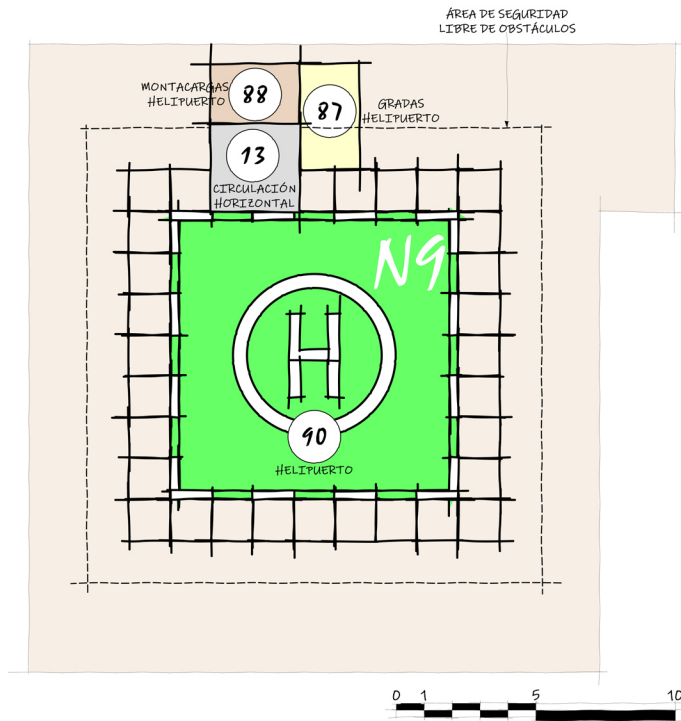 ÁREA DE SEGURIDAD
LIBRE DE OBSTÁCULOS
MONTACARGAS
HELIPUERTO
88
87
GRADAS
HELIPUERTO
13
CIRCULACIÓN
HORIZONTAL
N9
H
90
HELIPUERTO
0 1 5 10